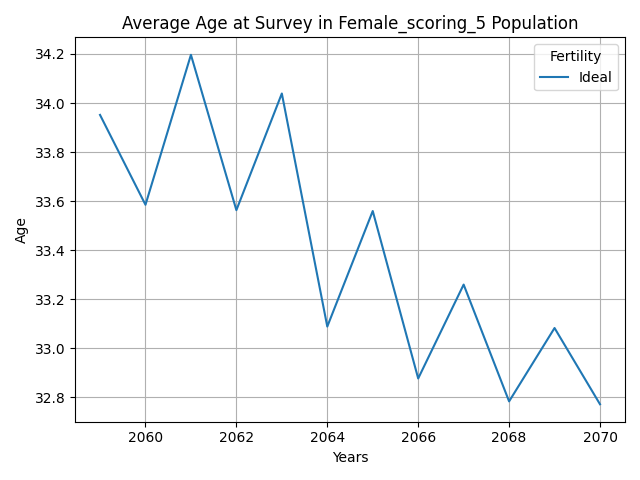 Average Age at Survey in Female_scoring_5 Population
Fertility
Ideal
34.2
34.0
33.8
33.6
33.4
33.2
33.0
32.8
Age
2060 2062 2064 2066 2068 2070
Years